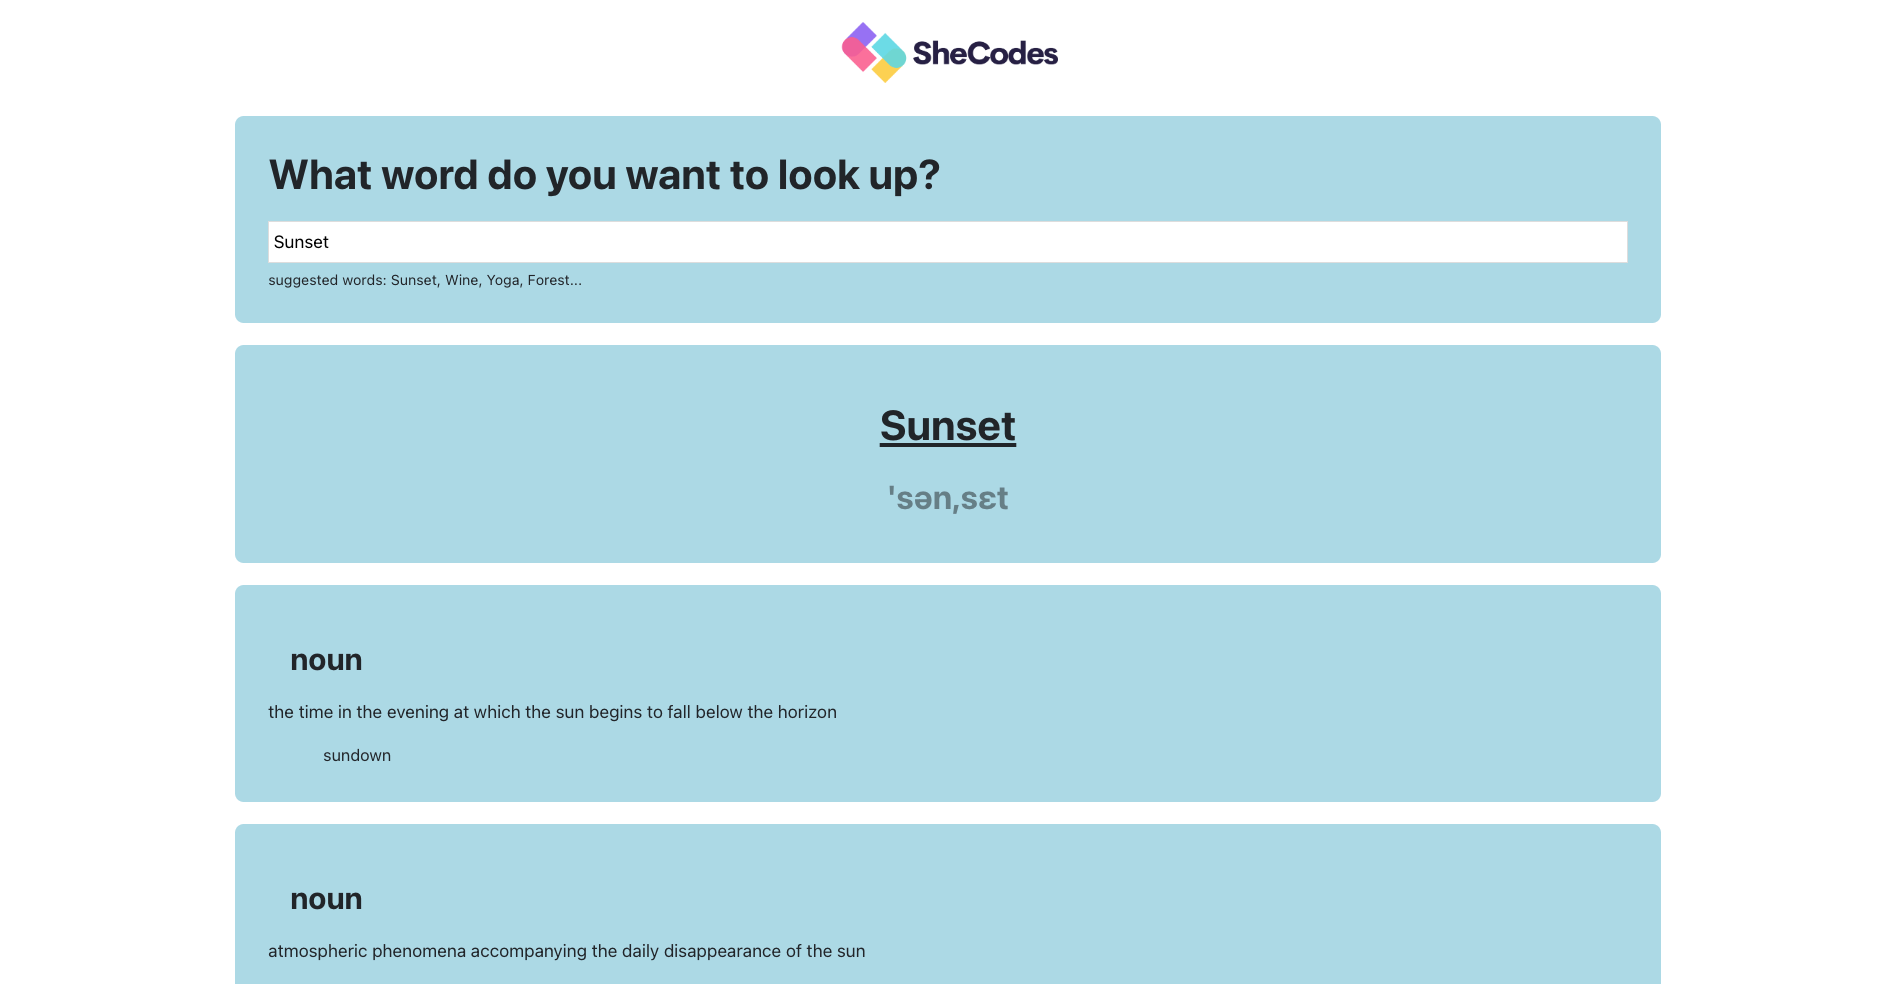 SheCodes
What word do you want to look up?
Sunset
suggested words: Sunset, Wine, Yoga, Forest...
Sunset
'sən,sɛt
noun
the time in the evening at which the sun begins to fall below the horizon
sundown
noun
atmospheric phenomena accompanying the daily disappearance of the sun